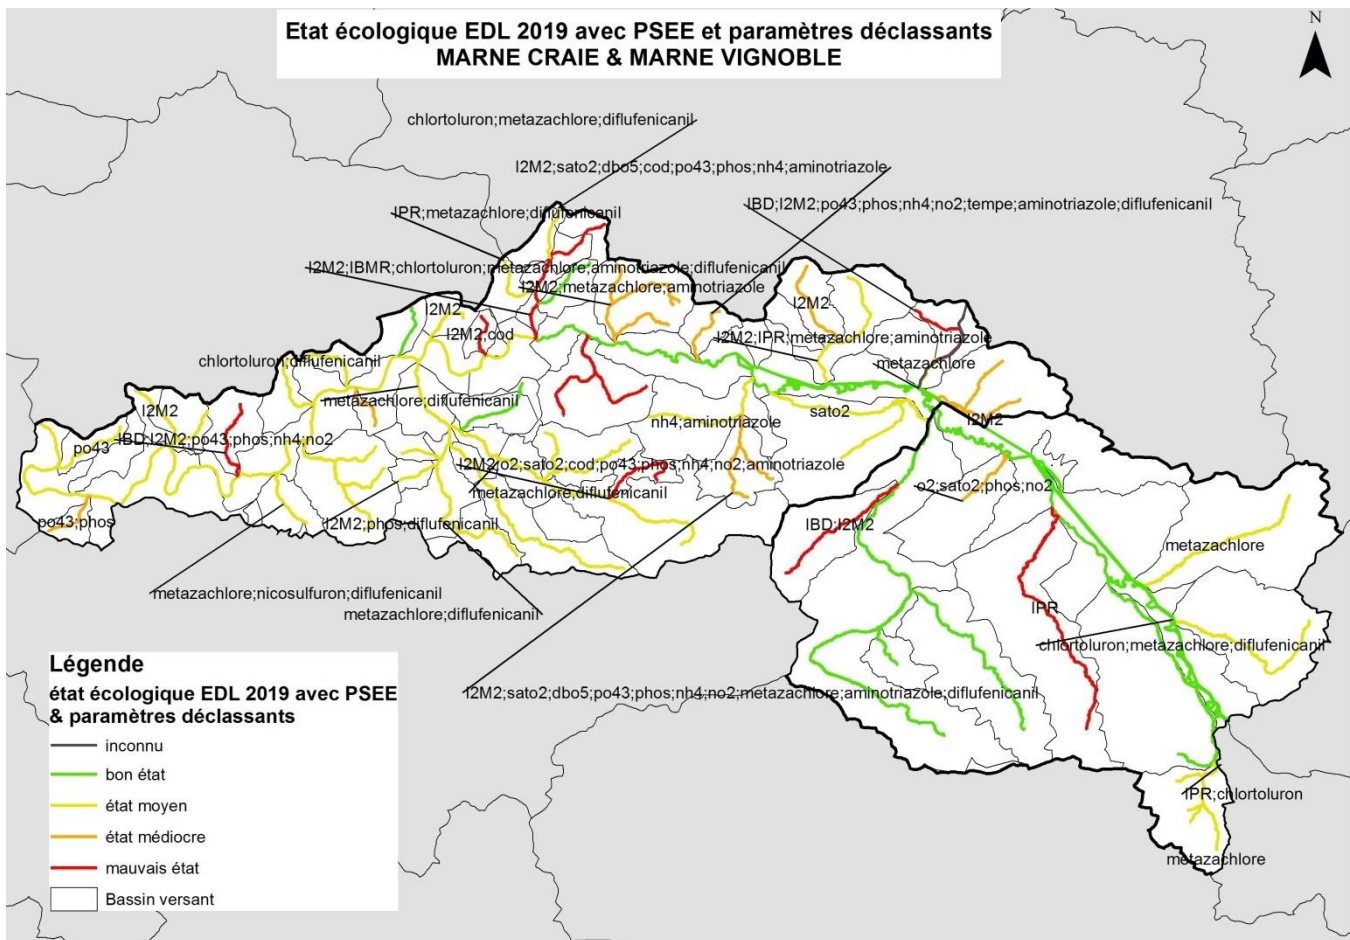 Etat écologique EDL 2019 avec PSEE et paramètres déclassants
MARNE CRAIE & MARNE VIGNOBLE
N
chlortoluron;metazachlore;diflufenicanil
I2M2;sato2;dbo5;cod;po43;phos;nh4;aminotriazole
IPR;metazachlore;diflufenicanil
IBD;I2M2;po43;phos;nh4;no2;tempe;aminotriazole;diflufenicanil
I2M2;IBMR;chlortoluron;metazachlore;aminotriazole;diflufenicanil
I2M2;metazachlore;aminotriazole
I2M2
I2M2
I2M2;cod
I2M2;IPR;metazachlore;aminotriazole
chlortoluron;diflufenicanil
metazachlore
metazachlore;diflufenicanil
I2M2
sato2
nh4;aminotriazole
I2M2
IBD;I2M2;po43;phos;nh4;no2
po43
I2M2;o2;sato2;cod;po43;phos;nh4;no2;aminotriazole
metazachlore;diflufenicanil
o2;sato2;phos;no2
po43;phos
I2M2;phos;diflufenicanil
IBD;I2M2
metazachlore
metazachlore;nicosulfuron;diflufenicanil
metazachlore;diflufenicanil
IPR
chlortoluron;metazachlore;diflufenicanil
I2M2;sato2;dbo5;po43;phos;nh4;no2;metazachlore;aminotriazole;diflufenicanil
IPR;chlortoluron
metazachlore
Légende
état écologique EDL 2019 avec PSEE
& paramètres déclassants
inconnu
bon état
état moyen
état médiocre
mauvais état
Bassin versant